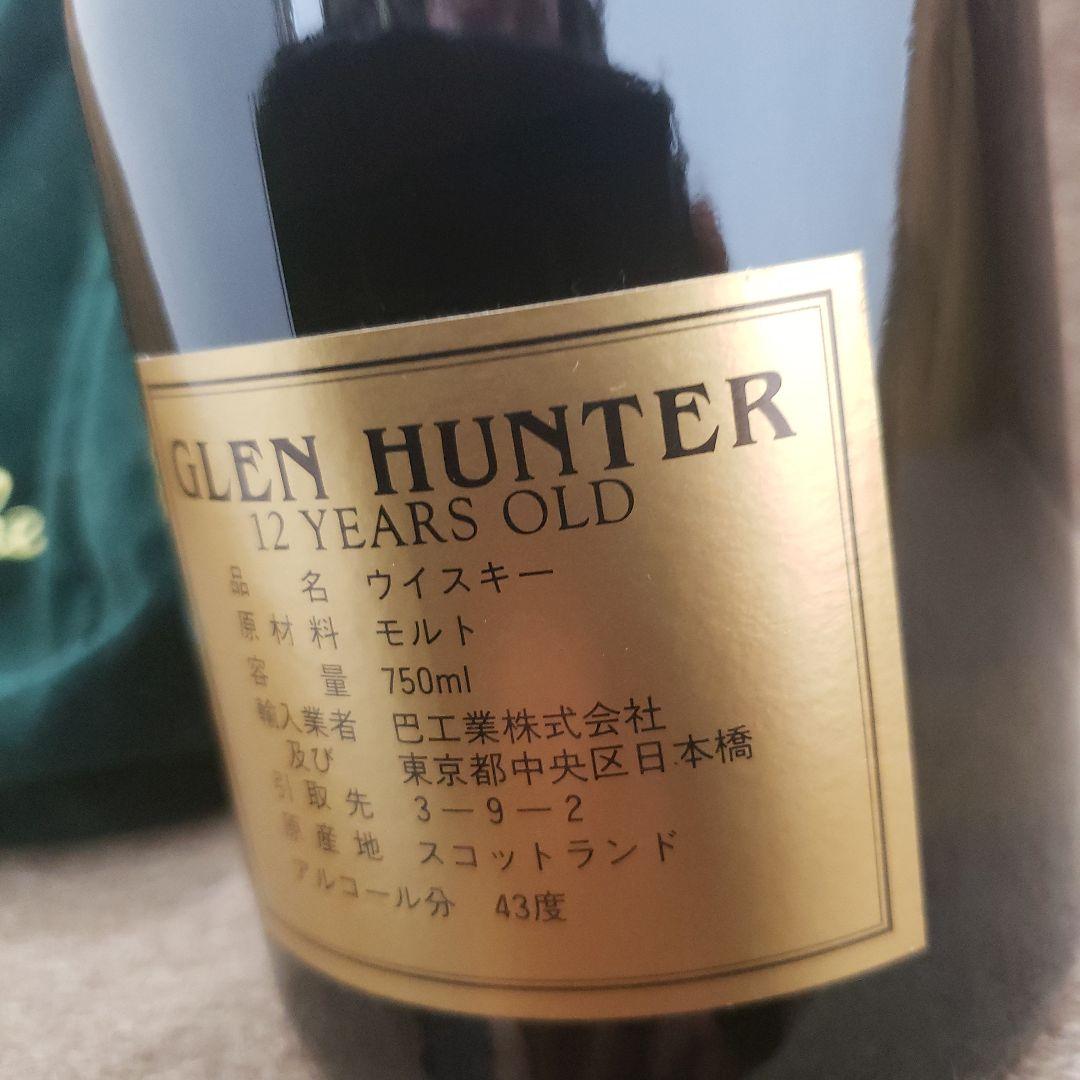 GLEN HUNTER
12 YEARS OLD
品 名 ウイスキー
原材料 モルト
容 量 750ml
輸入業者 巴工業株式会社
及び 東京都中央区日本橋
引取先 3-9-2
原産地 スコットランド
アルコール分 43度